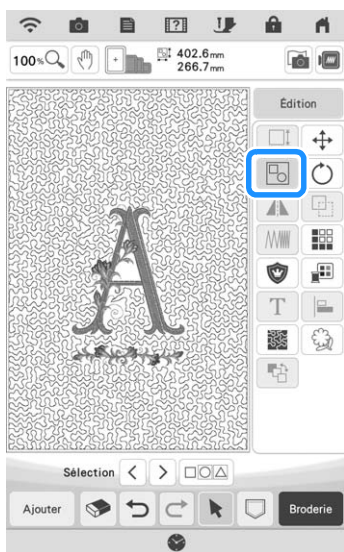 100%
402.6mm
266.7mm
Édition
T
Sélection
Ajouter
Broderie
A